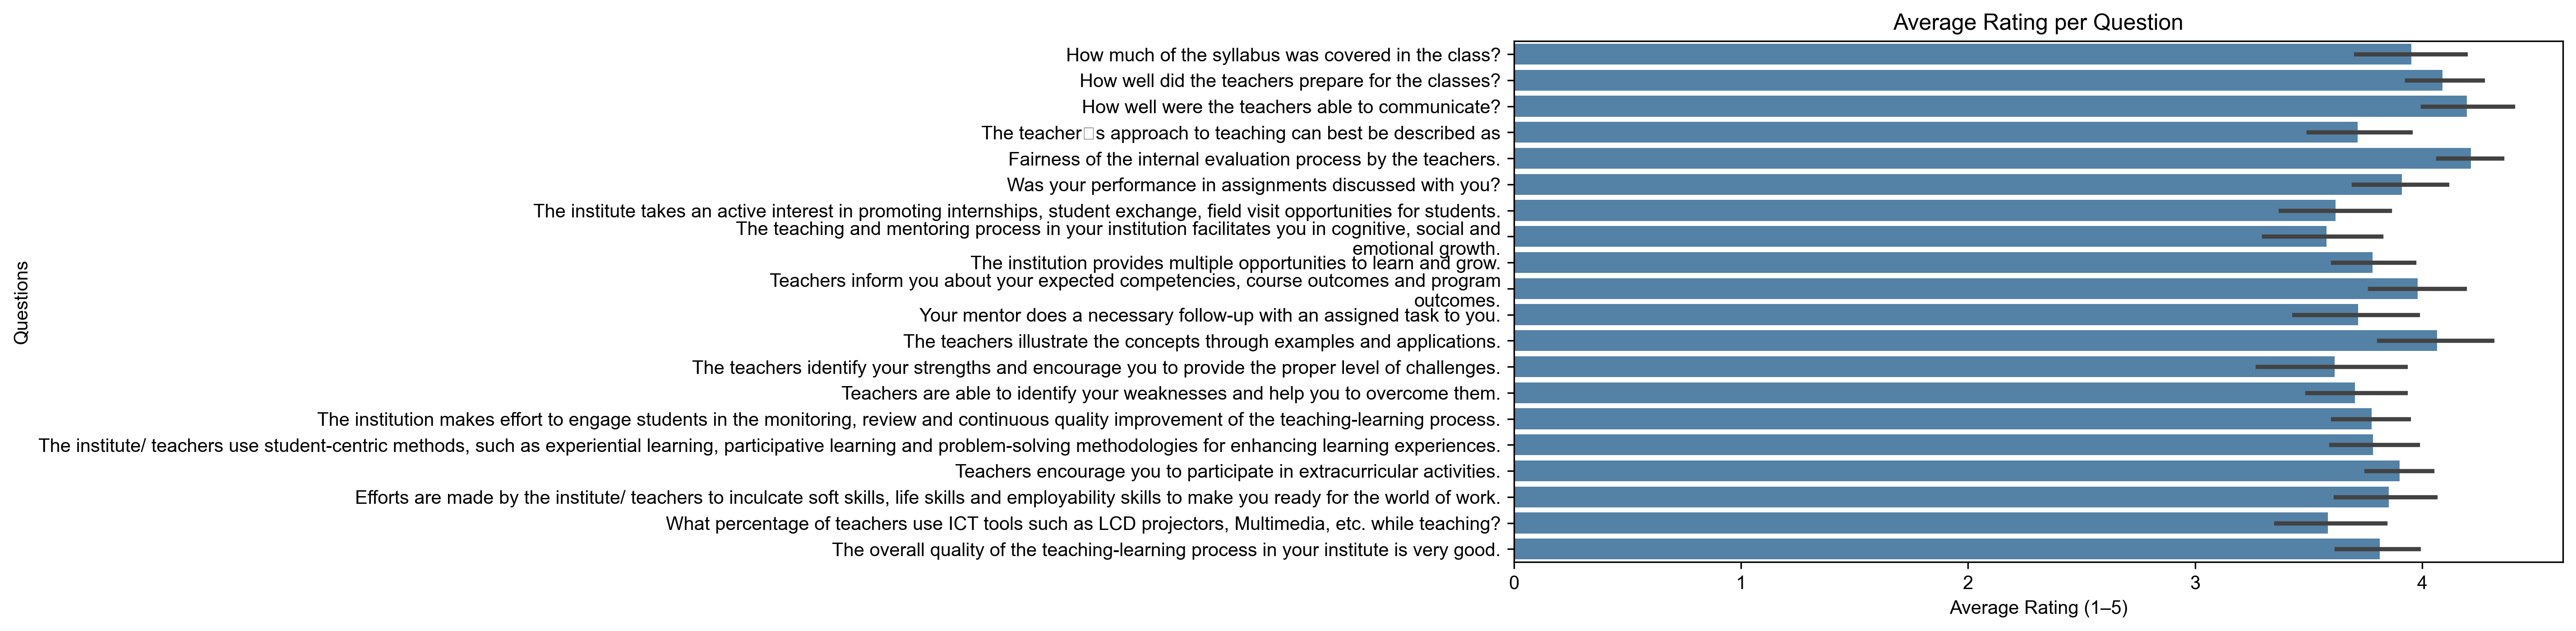 Average Rating per Question
How much of the syllabus was covered in the class?
How well did the teachers prepare for the classes?
How well were the teachers able to communicate?
The teacher□s approach to teaching can best be described as
Fairness of the internal evaluation process by the teachers.
Was your performance in assignments discussed with you?
The institute takes an active interest in promoting internships, student exchange, field visit opportunities for students.
The teaching and mentoring process in your institution facilitates you in cognitive, social and
emotional growth.
The institution provides multiple opportunities to learn and grow.
Teachers inform you about your expected competencies, course outcomes and program
outcomes.
Your mentor does a necessary follow-up with an assigned task to you.
The teachers illustrate the concepts through examples and applications.
The teachers identify your strengths and encourage you to provide the proper level of challenges.
Teachers are able to identify your weaknesses and help you to overcome them.
The institution makes effort to engage students in the monitoring, review and continuous quality improvement of the teaching-learning process.
The institute/ teachers use student-centric methods, such as experiential learning, participative learning and problem-solving methodologies for enhancing learning experiences.
Teachers encourage you to participate in extracurricular activities.
Efforts are made by the institute/ teachers to inculcate soft skills, life skills and employability skills to make you ready for the world of work.
What percentage of teachers use ICT tools such as LCD projectors, Multimedia, etc. while teaching?
The overall quality of the teaching-learning process in your institute is very good.
Questions
0 1 2 3 4
Average Rating (1–5)